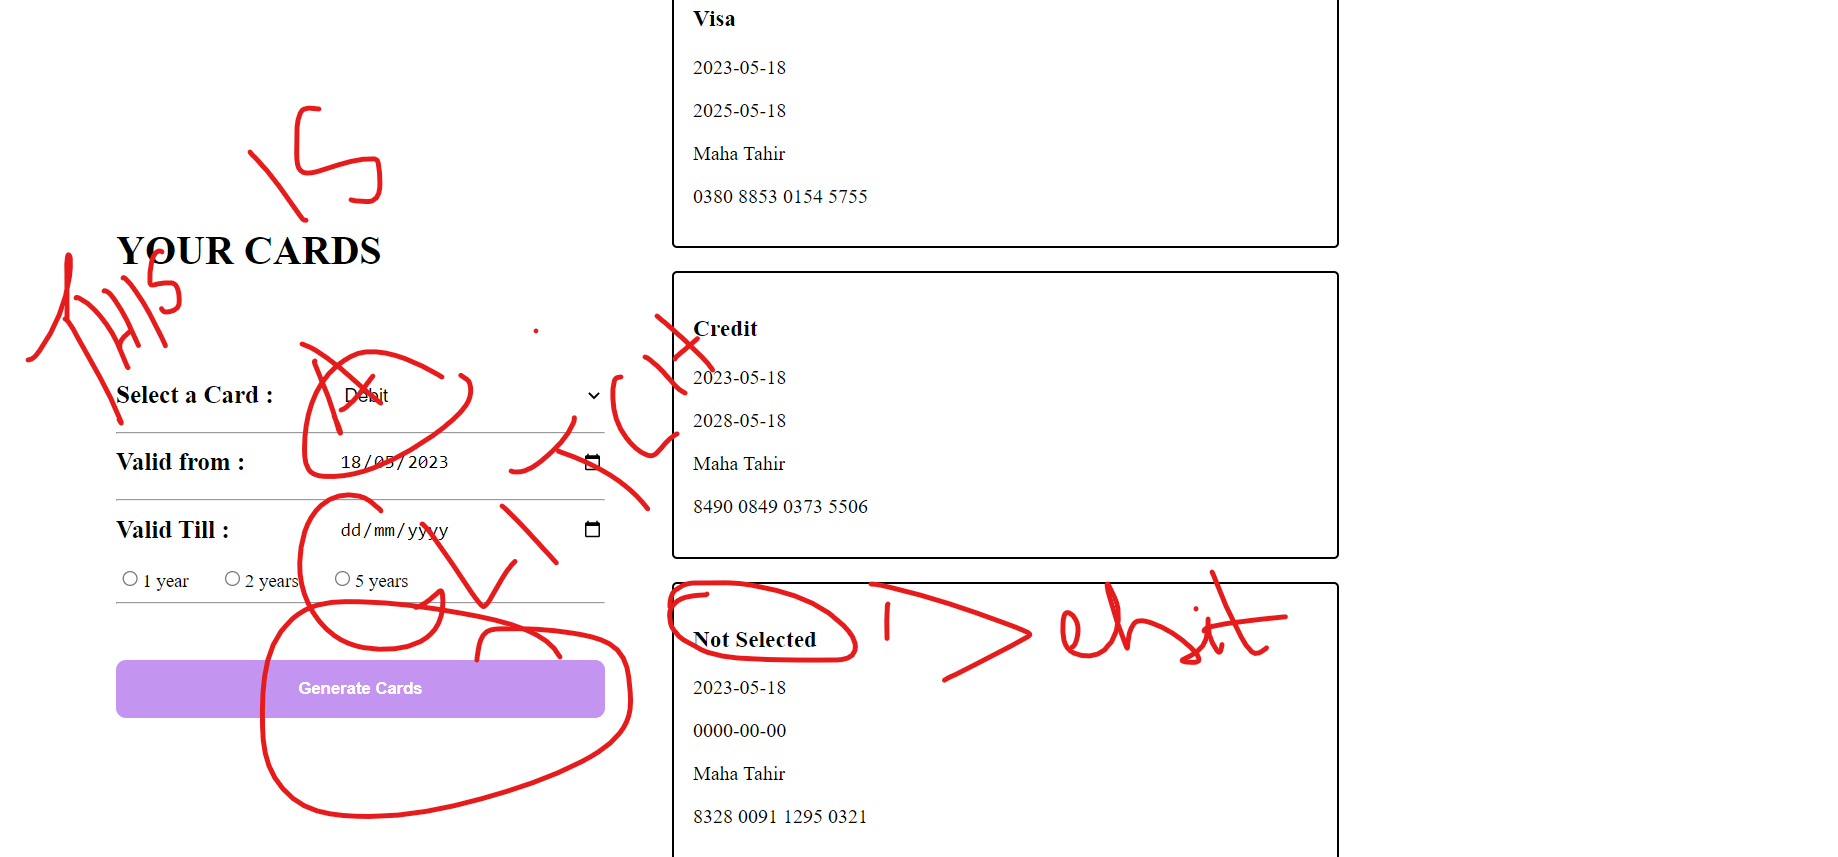 YOUR CARDS
THIS
IS
Select a Card :
Debit
Valid from :
18/05/2023
Valid Till :
dd/mm/yyyy
1 year
2 years
5 years
Generate Cards
Visa
2023-05-18
2025-05-18
Maha Tahir
0380 8853 0154 5755
Credit
2023-05-18
2028-05-18
Maha Tahir
8490 0849 0373 5506
Not Selected
2023-05-18
0000-00-00
Maha Tahir
8328 0091 1295 0321